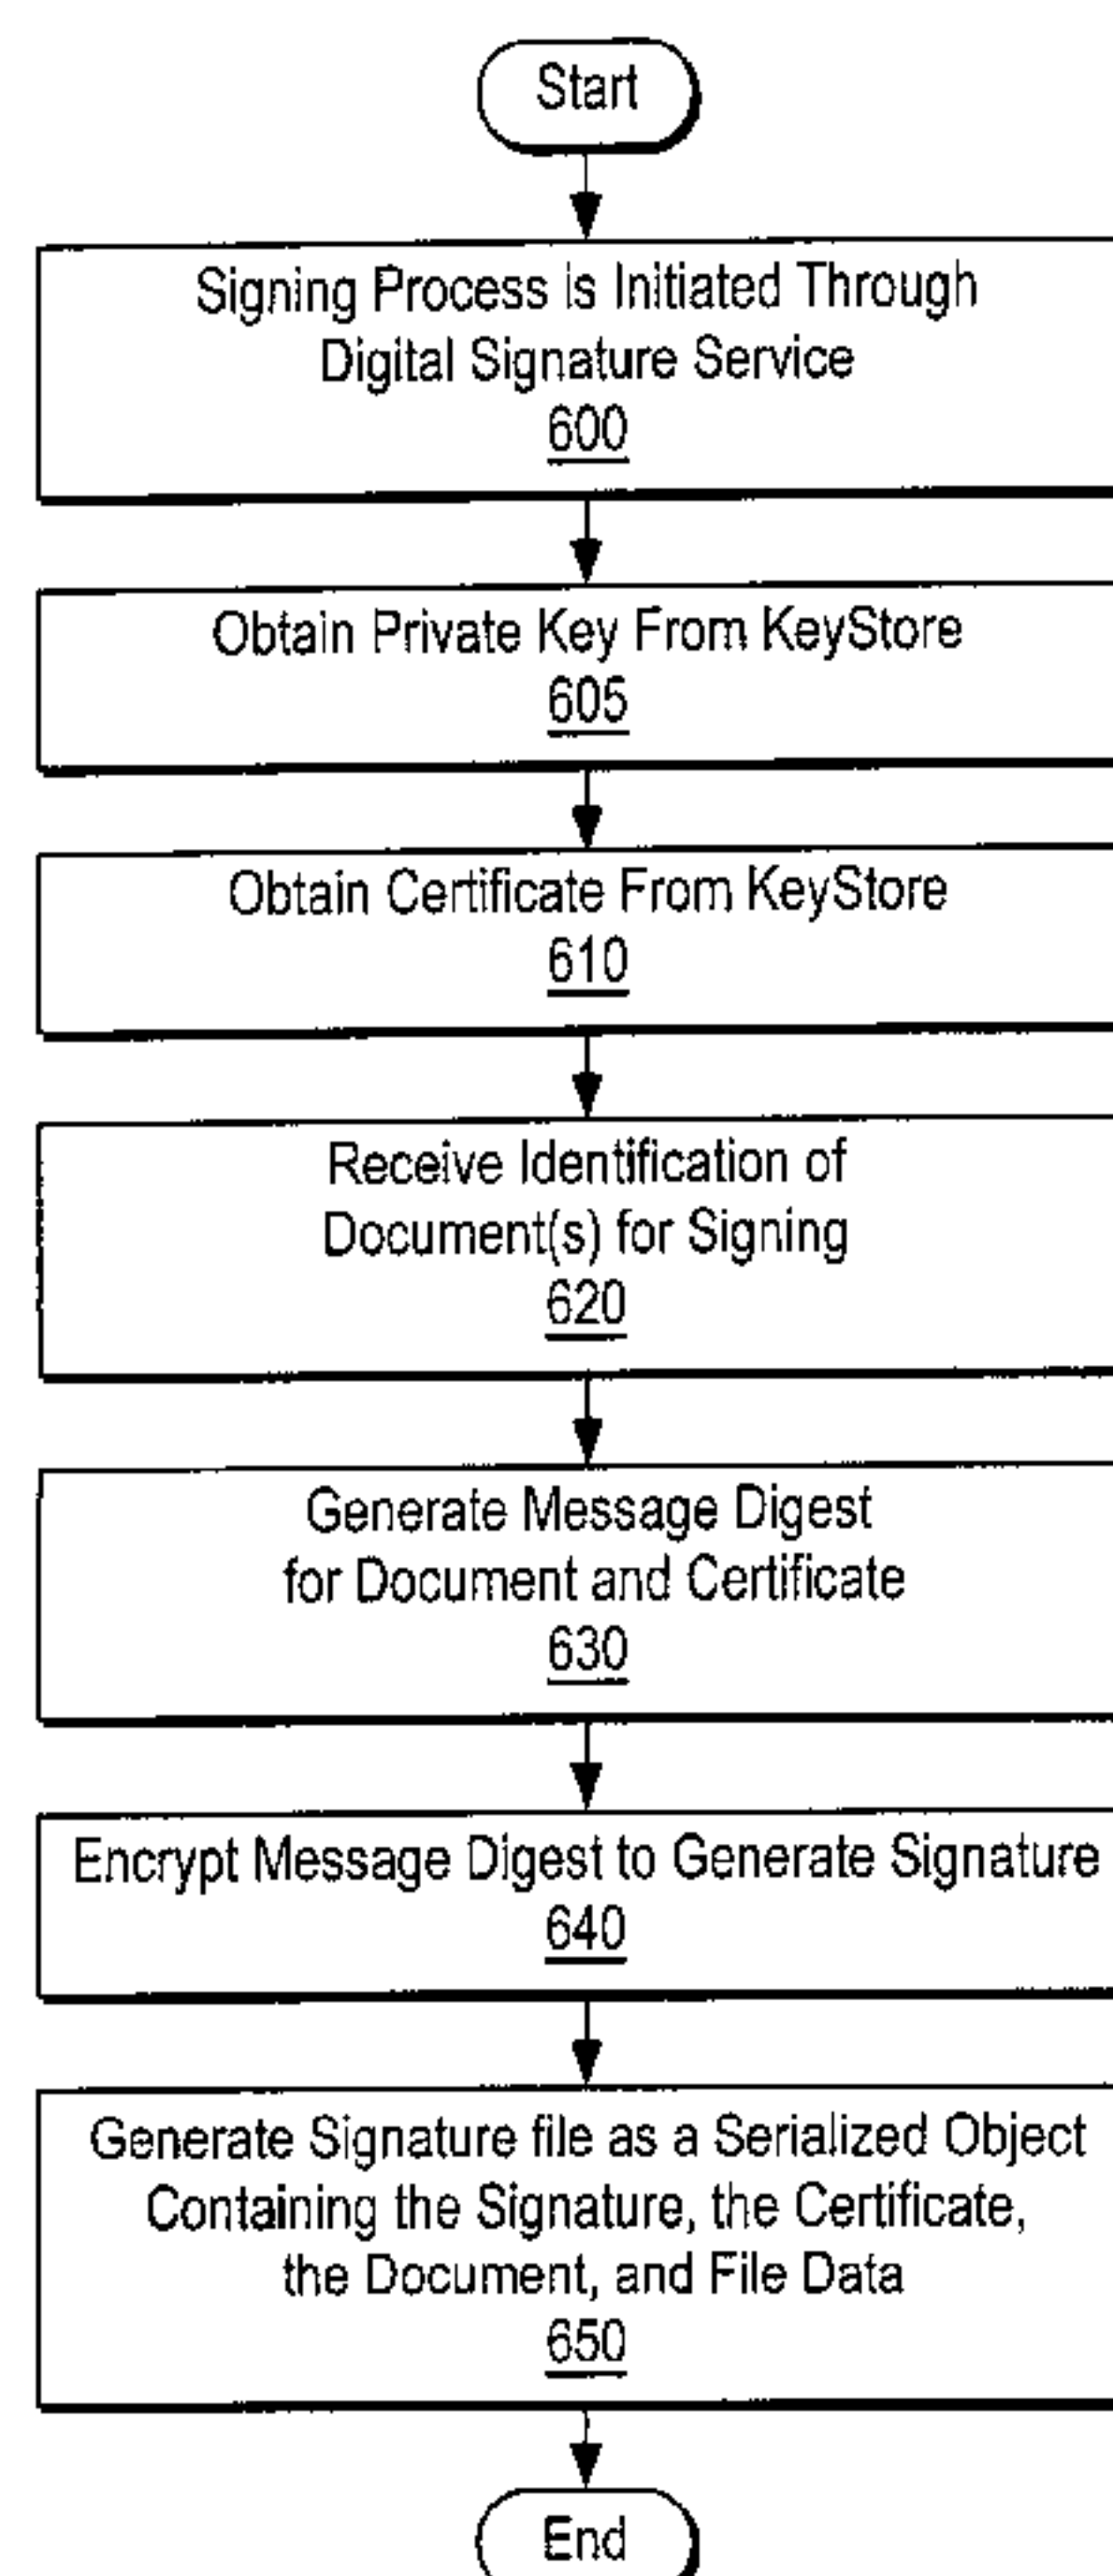 Start
Signing Process is Initiated Through
Digital Signature Service
600
Obtain Private Key From KeyStore
605
Obtain Certificate From KeyStore
610
Receive Identification of
Document(s) for Signing
620
Generate Message Digest
for Document and Certificate
630
Encrypt Message Digest to Generate Signature
640
Generate Signature file as a Serialized Object
Containing the Signature, the Certificate,
the Document, and File Data
650
End